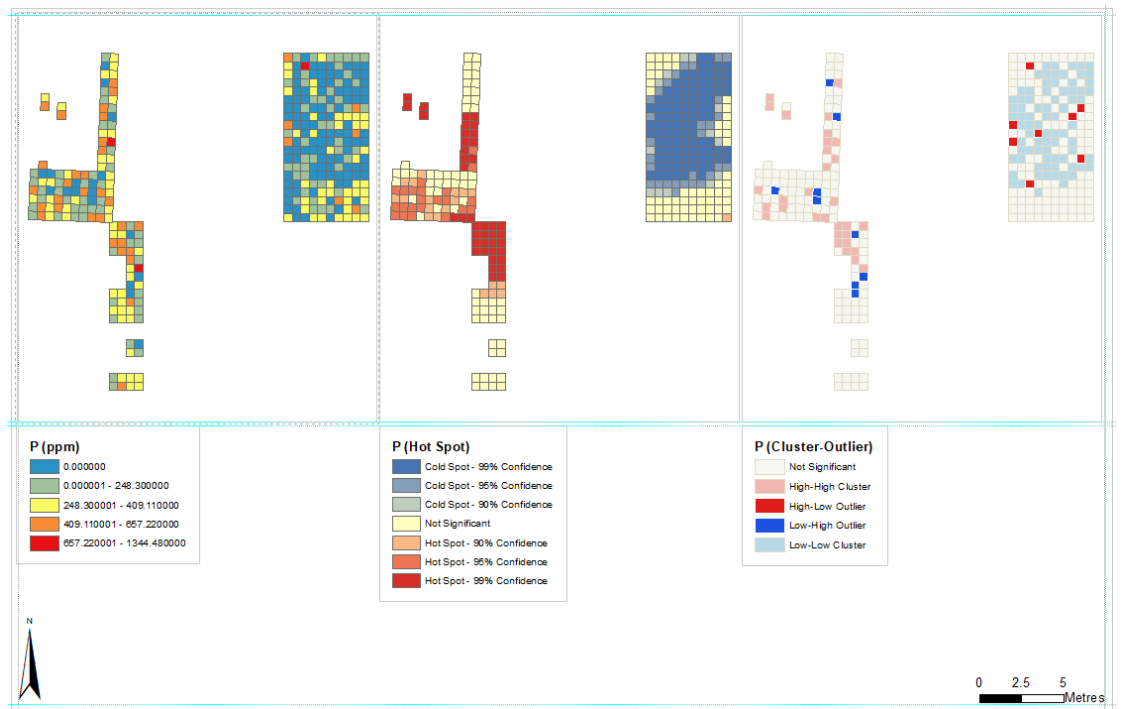 P (ppm)
0.000000
0.000001 - 248.300000
248.300001 - 409.110000
409.110001 - 657.220000
657.220001 - 1344.480000
P (Hot Spot)
Cold Spot - 99% Confidence
Cold Spot - 95% Confidence
Cold Spot - 90% Confidence
Not Significant
Hot Spot - 90% Confidence
Hot Spot - 95% Confidence
Hot Spot - 99% Confidence
P (Cluster-Outlier)
Not Significant
High-High Cluster
High-Low Outlier
Low-High Outlier
Low-Low Cluster
N
0 2.5 5
Metres